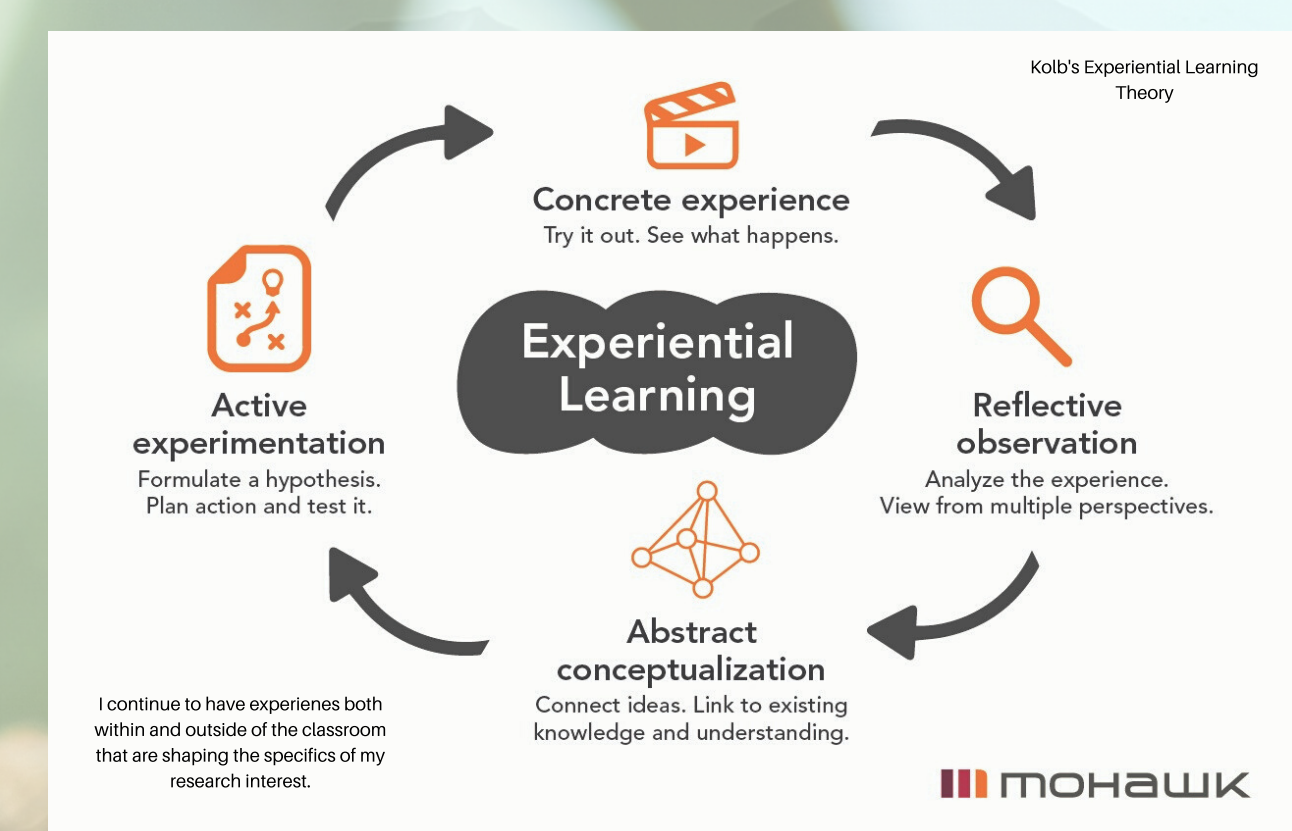 Kolb's Experiential Learning
Theory
Concrete experience
Try it out. See what happens.
Experiential
Learning
Active
experimentation
Formulate a hypothesis.
Plan action and test it.
Reflective
observation
Analyze the experience.
View from multiple perspectives.
Abstract
conceptualization
Connect ideas. Link to existing
knowledge and understanding.
I continue to have experienes both
within and outside of the classroom
that are shaping the specifics of my
research interest.
mohawk